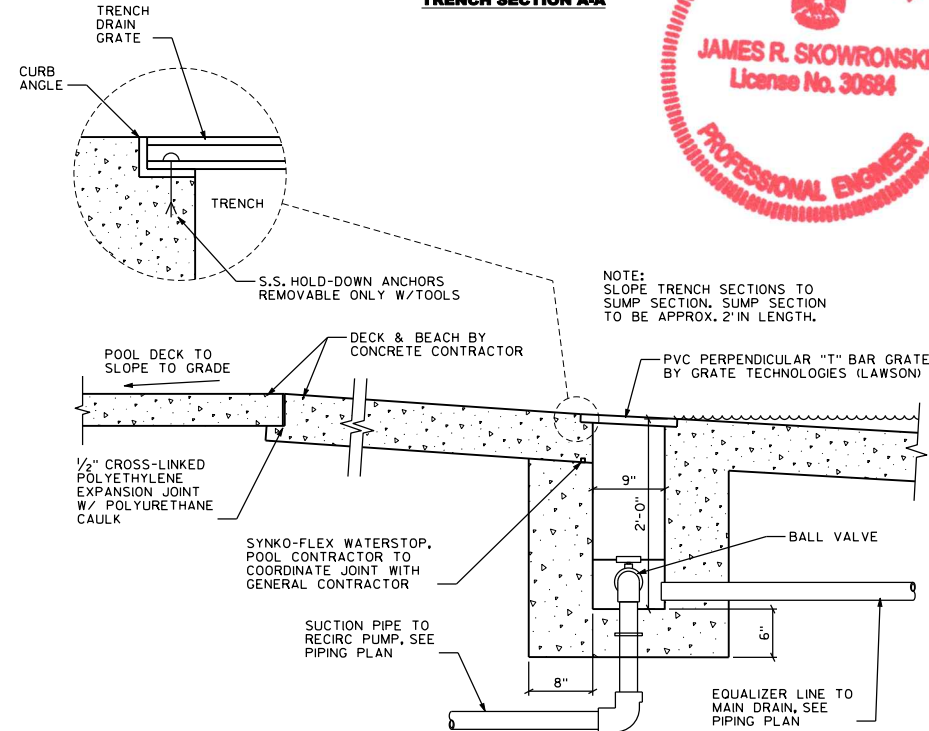 TRENCH SECTION A-A
TRENCH
DRAIN
GRATE
CURB
ANGLE
TRENCH
S.S. HOLD-DOWN ANCHORS
REMOVABLE ONLY W/TOOLS
JAMES R. SKOWRONSKI
License No. 30684
PROFESSIONAL ENGINEER
NOTE:
SLOPE TRENCH SECTIONS TO
SUMP SECTION. SUMP SECTION
TO BE APPROX. 2' IN LENGTH.
POOL DECK TO
SLOPE TO GRADE
DECK & BEACH BY
CONCRETE CONTRACTOR
PVC PERPENDICULAR "T" BAR GRATE
BY GRATE TECHNOLOGIES (LAWSON)
1/2" CROSS-LINKED
POLYETHYLENE
EXPANSION JOINT
W/ POLYURETHANE
CAULK
9"
2'-0"
SYNKO-FLEX WATERSTOP,
POOL CONTRACTOR TO
COORDINATE JOINT WITH
GENERAL CONTRACTOR
BALL VALVE
SUCTION PIPE TO
RECIRC PUMP, SEE
PIPING PLAN
6"
8"
EQUALIZER LINE TO
MAIN DRAIN, SEE
PIPING PLAN